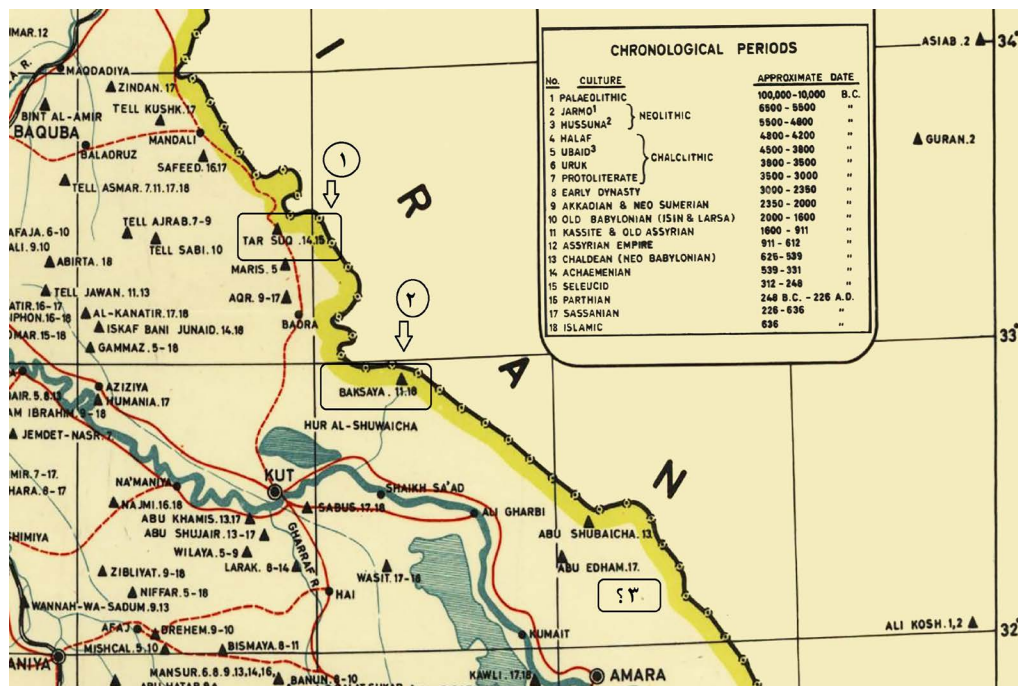 CHRONOLOGICAL PERIODS
No. CULTURE APPROXIMATE DATE
1 PALAEOLITHIC 100,000-10,000 B.C.
2 JARMO¹ 6500 - 5500 "
3 HUSSUNA² 5500-4800 "
NEOLITHIC
4 HALAF 4800-4200 "
5 UBAID³ 4500-3800 "
6 URUK 3800-3500 "
7 PROTOLITERATE 3500-3000 "
CHALCLITHIC
8 EARLY DYNASTY 3000-2350 "
9 AKKADIAN & NEO SUMERIAN 2350-2000 "
10 OLD BABYLONIAN (ISIN & LARSA) 2000-1600 "
11 KASSITE & OLD ASSYRIAN 1600 - 911 "
12 ASSYRIAN EMPIRE 911 - 612 "
13 CHALDEAN (NEO BABYLONIAN) 626-539 "
14 ACHAEMENIAN 539-331 "
15 SELEUCID 312-248 "
16 PARTHIAN 248 B.C. - 226 A.D.
17 SASSANIAN 226-636 "
18 ISLAMIC 636 "
ASIAB.2
34°
GURAN.2
33°
ALI KOSH.1,2
32°
I
R
A
N
١
٢
٣؟
MAR.12
A R.
MAQDADIYA
ZINDAN.17
BINT AL-AMIR
TELL KUSHK.17
BAQUBA
MANDALI
BALADRUZ
SAFEED.16.17
TELL ASMAR.7.11.17.18
TELL AJRAB.7-9
AFAJA.6-10
ALI.9.10
TELL SABI.10
TAR SUQ .14.15
ABIRTA.18
MARIS.5
TELL JAWAN.11.13
AQR.9-17
ATIR.16-17
IPHON.16-18
AL-KANATIR.17.18
BADRA
ISKAF BANI JUNAID.14.18
OMAR.15-18
GAMMAZ.5-18
AZIZIYA
BAKSAYA.11.18
NAIR.5.8.13
HUMANIA.17
AM IBRAHIM.9-18
HUR AL-SHUWAICHA
JEMDET-NASR.7
MIR.7-17.
KUT
NA'MANIYA
SHAIKH SA'AD
HARA.6-17
NAJMI.16.18
SABUS.17.18
ALI GHARBI
ABU KHAMIS.13.17
ABU SHUBAICHA.13.
SHIMIYA
ABU SHUJAIR.13-17
GHARRAF R.
WILAYA.5-9
ABU EDHAM.17.
ZIBLIYAT.9-18
LARAK.8-14
WASIT.17-18
NIFFAR.5-18
HAI
WANNAH-WA-SADUM.9.13
AFAJ
DREHEM.9-10
KUMAIT
MISHCAL.5.10
BISMAYA.8-11
ANIYA
MANSUR.6.8.9.13,14,16
BANUN.8-10
KAWLI.17.18
AMARA